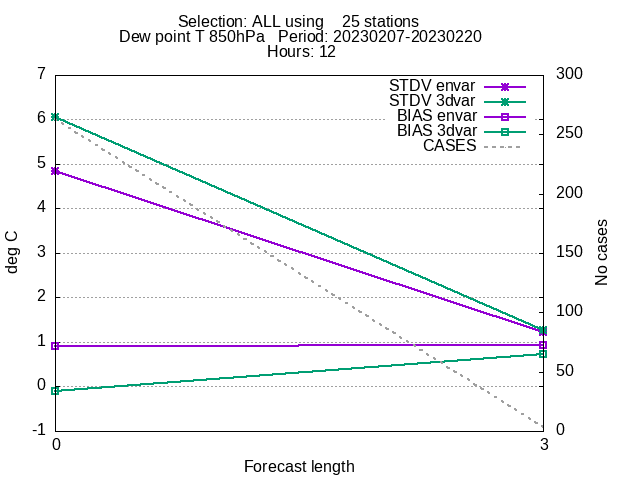 Selection: ALL using    25 stations
Dew point T 850hPa   Period: 20230207-20230220
Hours: 12
7
6
5
4
3
2
1
0
-1
300
250
200
150
100
50
0
STDV envar
STDV 3dvar
BIAS envar
BIAS 3dvar
CASES
deg C
No cases
0
3
Forecast length